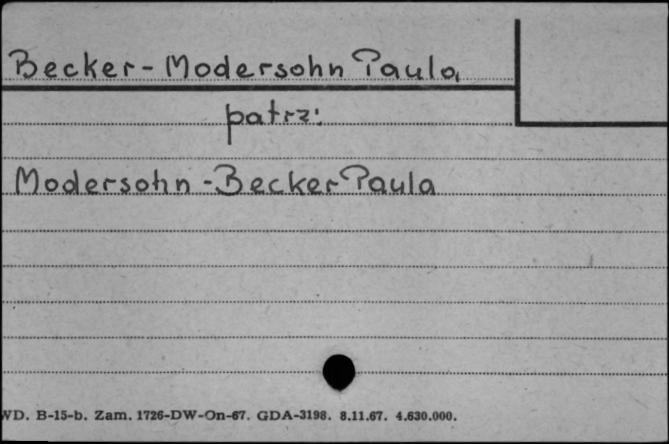 Becker-Modersohn Paula
patrz:
Modersohn-Becker Paula
WD. B-15-b. Zam. 1726-DW-On-67. GDA-3198. 8.11.67. 4.630.000.